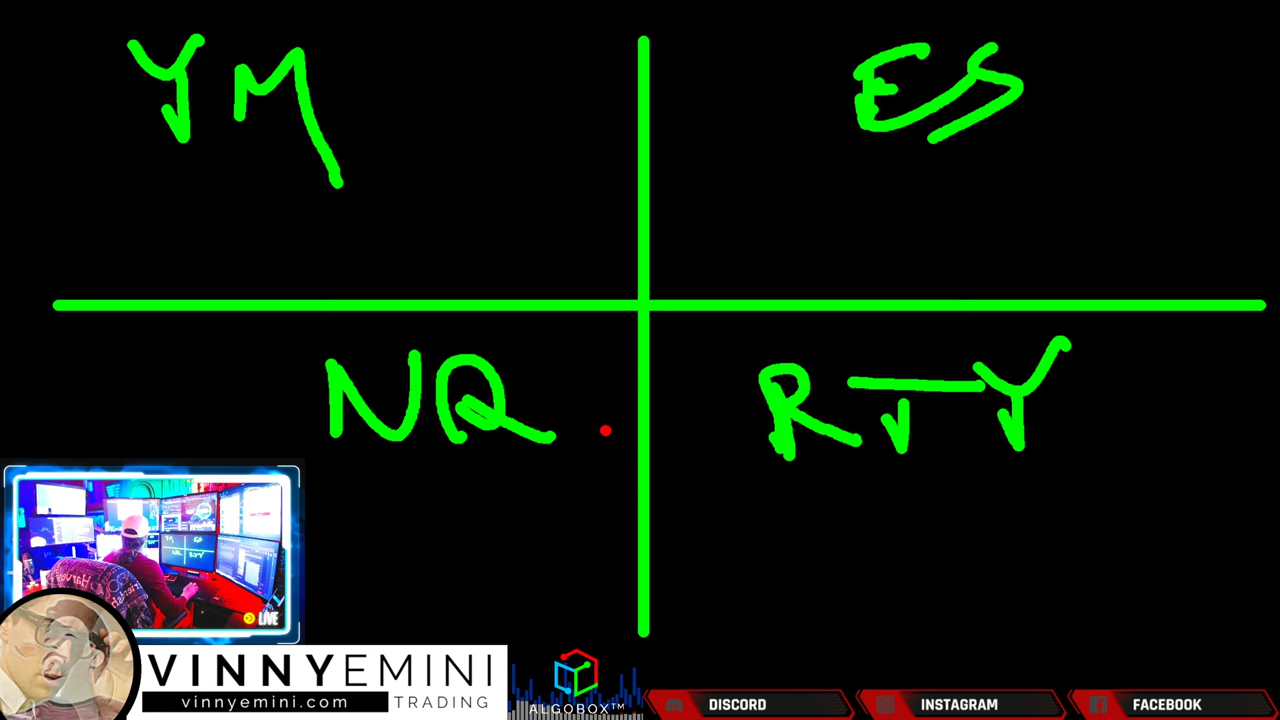 YM
ES
NQ
RTY
LIVE
VINNYEMINI
vinnyemini.com
TRADING
ALGOBOX™
DISCORD
INSTAGRAM
FACEBOOK